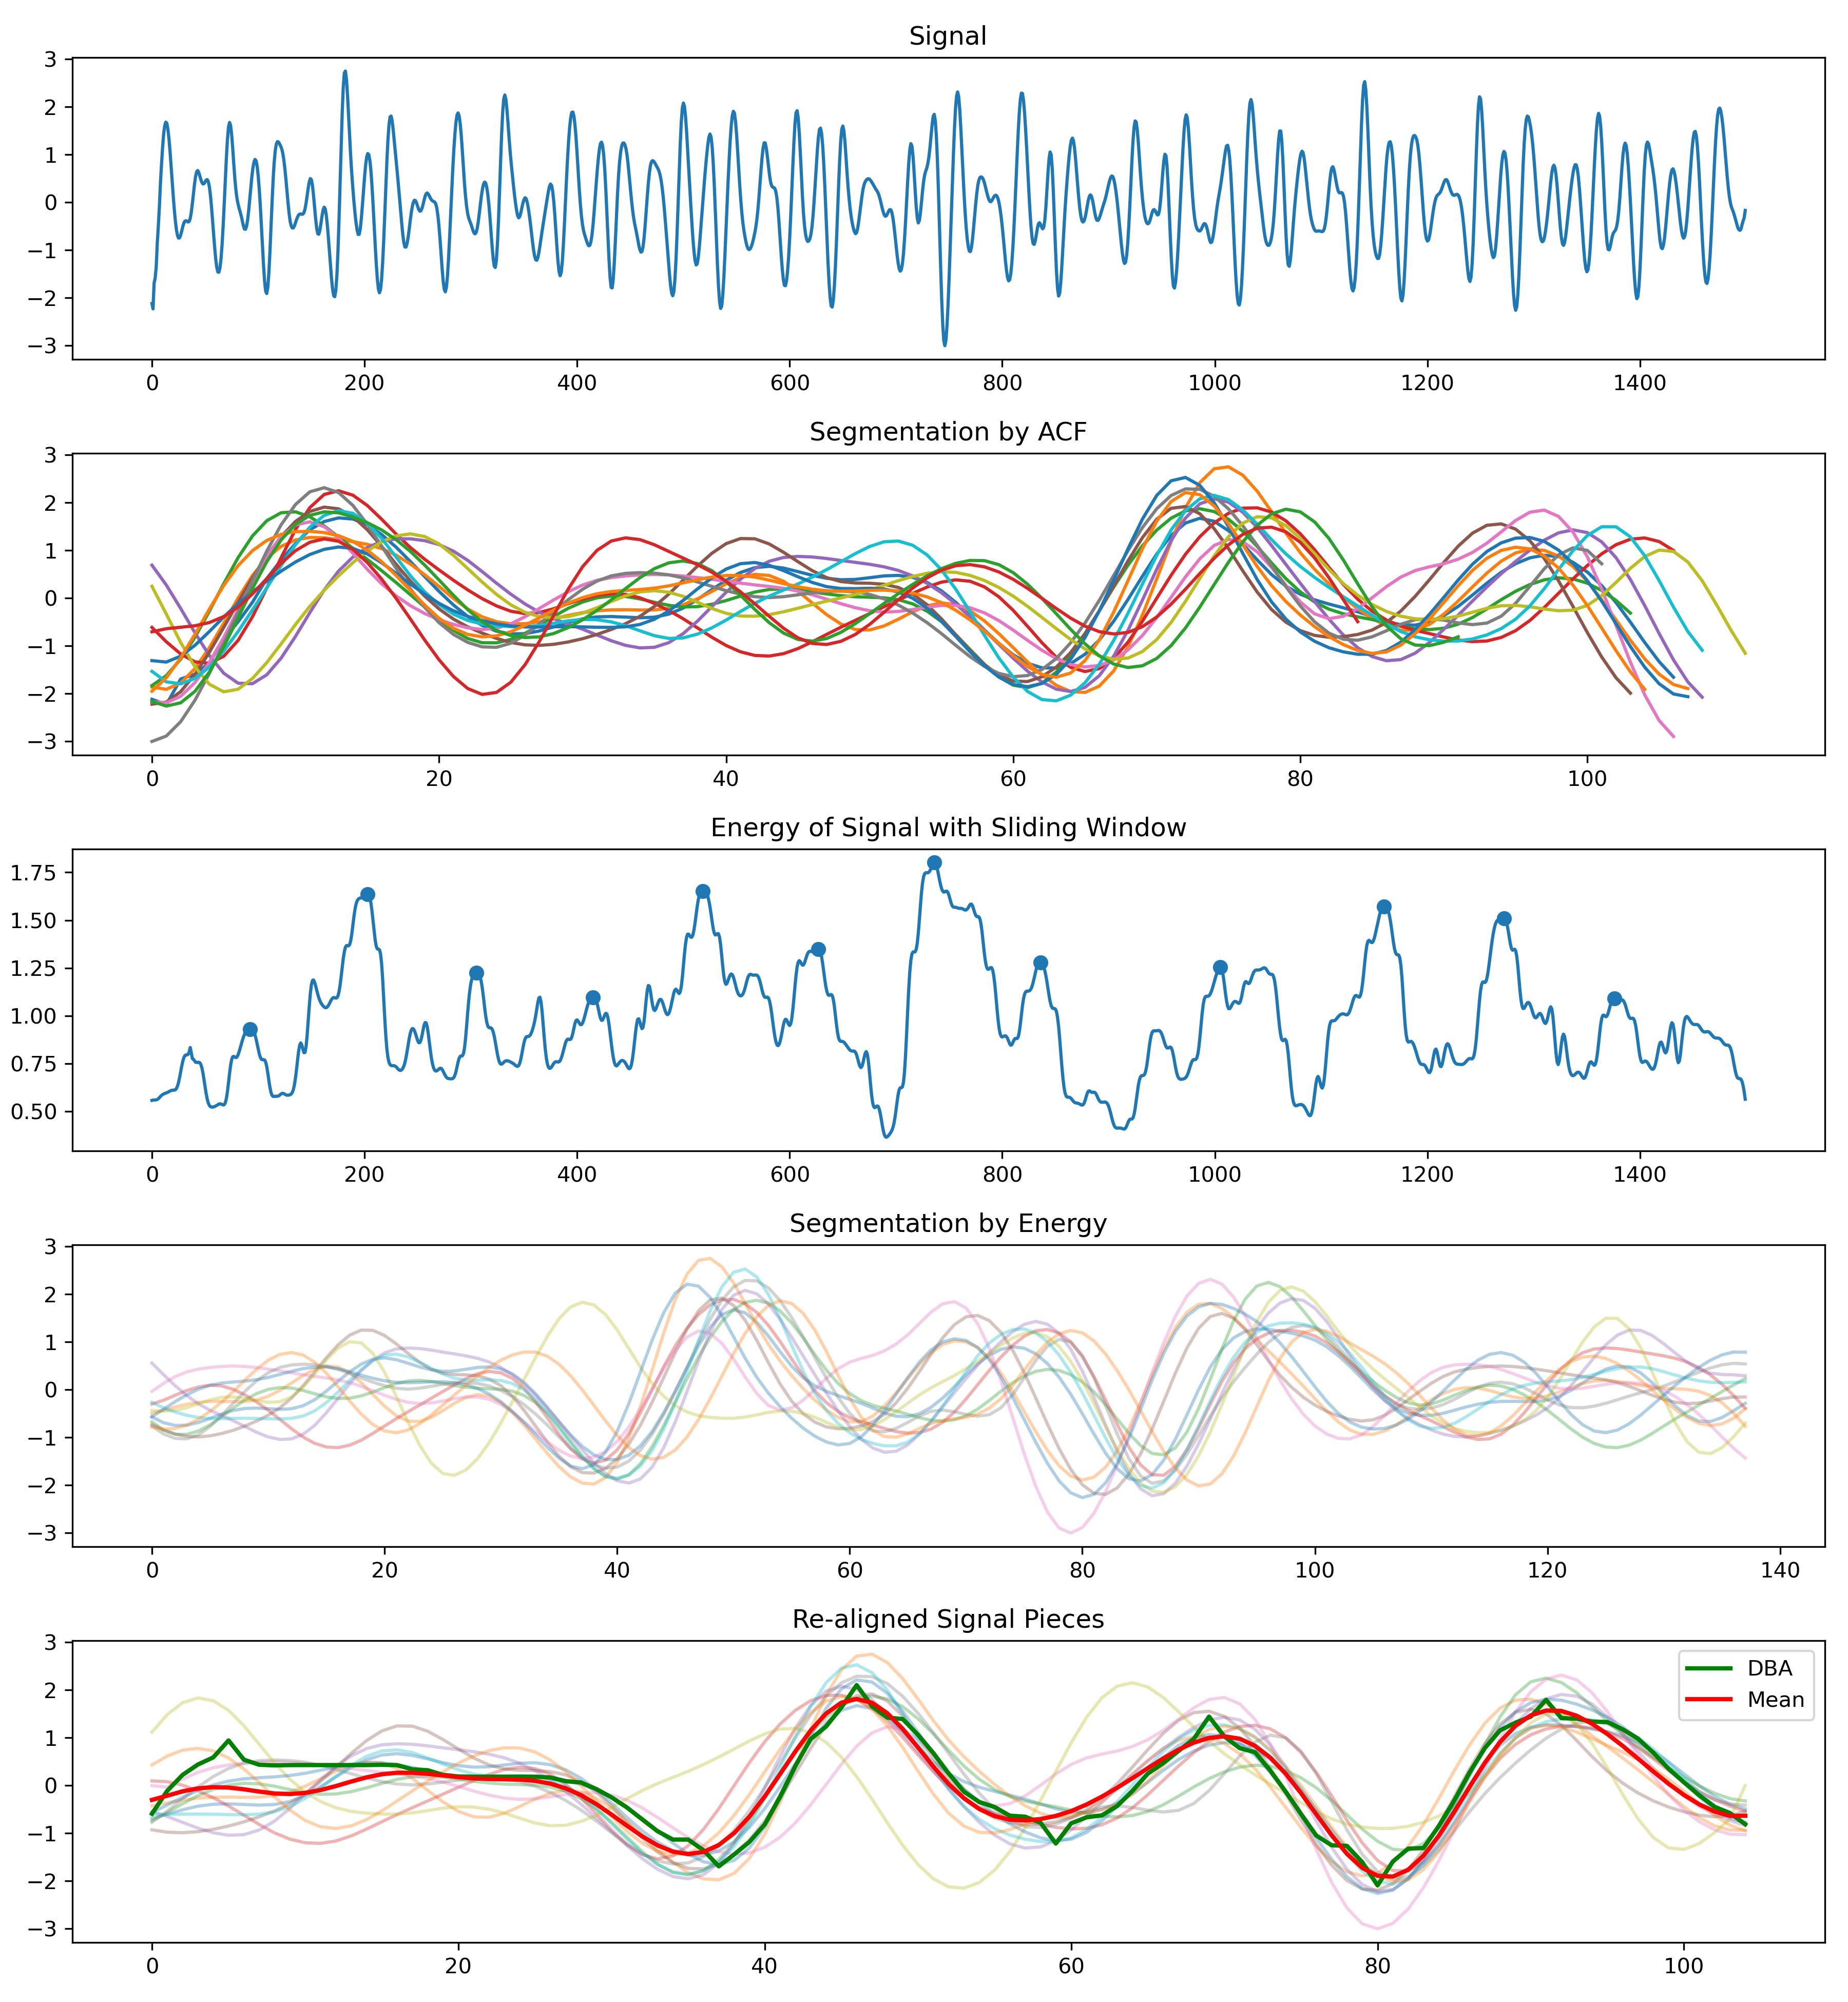 Signal
3
2
1
0
−1
−2
−3
0 200 400 600 800 1000 1200 1400
Segmentation by ACF
3
2
1
0
−1
−2
−3
0 20 40 60 80 100
Energy of Signal with Sliding Window
1.75
1.50
1.25
1.00
0.75
0.50
0 200 400 600 800 1000 1200 1400
Segmentation by Energy
3
2
1
0
−1
−2
−3
0 20 40 60 80 100 120 140
Re-aligned Signal Pieces
3
2
1
0
−1
−2
−3
DBA
Mean
0 20 40 60 80 100